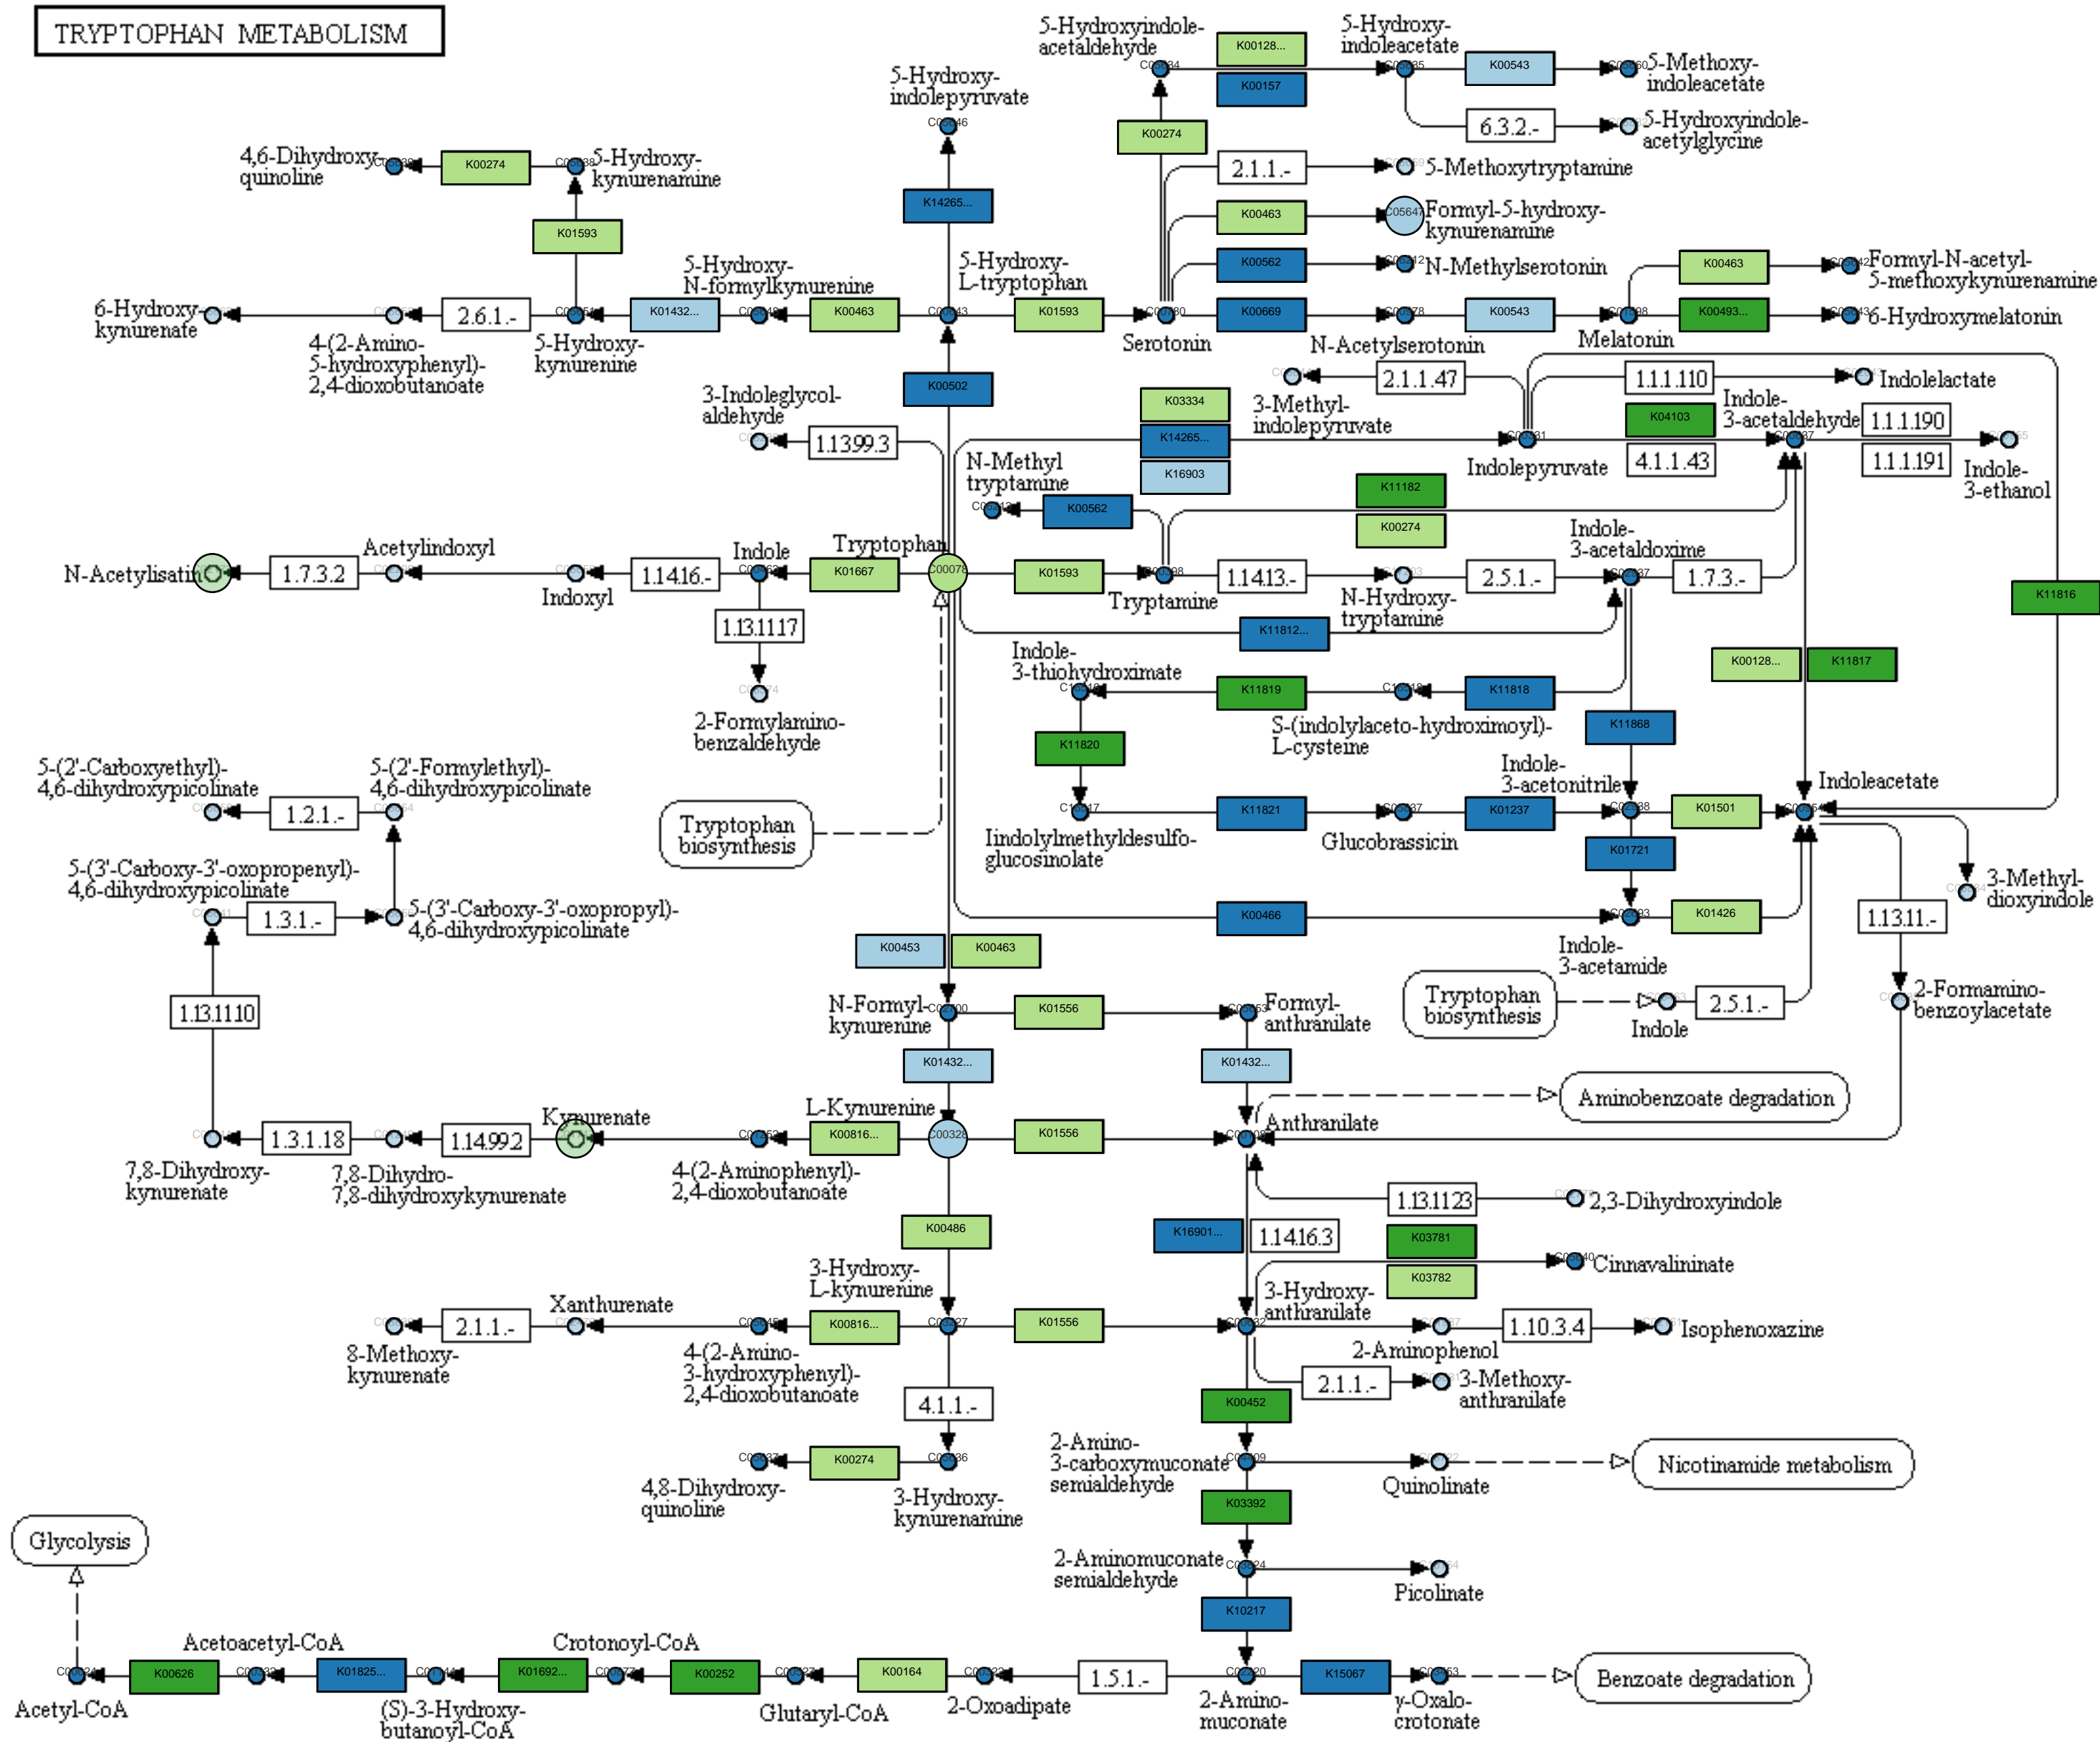 TRYPTOPHAN METABOLISM
5-Hydroxyindole-
acetaldehyde
K00128...
K00157
5-Hydroxy-
indoleacetate
K00543
5-Methoxy-
indoleacetate
5-Hydroxy-
indolepyruvate
K00274
6.3.2.-
5-Hydroxyindole-
acetylglycine
4,6-Dihydroxy-
quinoline
K00274
5-Hydroxy-
kynurenamine
2.1.1.-
5-Methoxytryptamine
K14265...
K00463
C05647
Formyl-5-hydroxy-
kynurenamine
K01593
5-Hydroxy-
N-formylkynurenine
5-Hydroxy-
L-tryptophan
K00562
N-Methylserotonin
K00463
Formyl-N-acetyl-
5-methoxykynurenamine
6-Hydroxy-
kynurenate
2.6.1.-
K01432...
K00463
K01593
K00669
K00543
K00493...
6-Hydroxymelatonin
4-(2-Amino-
5-hydroxyphenyl)-
2,4-dioxobutanoate
5-Hydroxy-
kynurenine
Serotonin
N-Acetylserotonin
Melatonin
K00502
3-Indoleglycol-
aldehyde
1.1399.3
K03334
K14265...
K16903
3-Methyl-
indolepyruvate
2.1.1.47
1.1.1.110
Indolelactate
K04103
4.1.1.43
Indole-
3-acetaldehyde
1.1.1.190
1.1.1.191
Indolepyruvate
Indole-
3-ethanol
N-Methyl
tryptamine
K00562
K11182
K00274
N-Acetylisatin
1.7.3.2
Acetylindoxyl
Indoxyl
1.14.16.-
Indole
K01667
Tryptophan
C00078
K01593
Tryptamine
1.14.13.-
N-Hydroxy-
tryptamine
2.5.1.-
Indole-
3-acetaldoxime
1.7.3.-
K11816
1.13.11.17
K11812...
2-Formylamino-
benzaldehyde
Indole-
3-thiohydroximate
K11819
K11818
S-(indolylaceto-hydroximoyl)-
L-cysteine
K00128...
K11817
K11820
K11868
5-(2'-Carboxyethyl)-
4,6-dihydroxypicolinate
5-(2'-Formylethyl)-
4,6-dihydroxypicolinate
1.2.1.-
Tryptophan
biosynthesis
Iindolylmethyldesulfo-
glucosinolate
K11821
Glucobrassicin
K01237
Indole-
3-acetonitrile
K01501
Indoleacetate
K01721
5-(3'-Carboxy-3'-oxopropenyl)-
4,6-dihydroxypicolinate
1.3.1.-
5-(3'-Carboxy-3'-oxopropyl)-
4,6-dihydroxypicolinate
K00466
K01426
Indole-
3-acetamide
3-Methyl-
dioxyindole
1.13.11.-
K00453
K00463
1.13.11.10
N-Formyl-
kynurenine
K01556
Formyl-
anthranilate
Tryptophan
biosynthesis
Indole
2.5.1.-
2-Formamino-
benzoylacetate
K01432...
K01432...
Aminobenzoate degradation
1.3.1.18
1.14.99.2
Kynurenate
K00816...
L-Kynurenine
C00328
K01556
Anthranilate
7,8-Dihydroxy-
kynurenate
7,8-Dihydro-
7,8-dihydroxykynurenate
4-(2-Aminophenyl)-
2,4-dioxobutanoate
1.13.11.23
2,3-Dihydroxyindole
K00486
K16901...
1.14.16.3
K03781
K03782
Cinnavalininate
3-Hydroxy-
L-kynurenine
3-Hydroxy-
anthranilate
Xanthurenate
2.1.1.-
K00816...
K01556
1.10.3.4
Isophenoxazine
8-Methoxy-
kynurenate
4-(2-Amino-
3-hydroxyphenyl)-
2,4-dioxobutanoate
2-Aminophenol
2.1.1.-
3-Methoxy-
anthranilate
4.1.1.-
K00452
K00274
4,8-Dihydroxy-
quinoline
3-Hydroxy-
kynurenamine
2-Amino-
3-carboxymuconate
semialdehyde
Quinolinate
Nicotinamide metabolism
K03392
Glycolysis
2-Aminomuconate
semialdehyde
Picolinate
K10217
Acetyl-CoA
K00626
Acetoacetyl-CoA
K01825...
(S)-3-Hydroxy-
butanoyl-CoA
K01692...
Crotonoyl-CoA
K00252
Glutaryl-CoA
K00164
2-Oxoadipate
1.5.1.-
2-Amino-
muconate
K15067
γ-Oxalo-
crotonate
Benzoate degradation